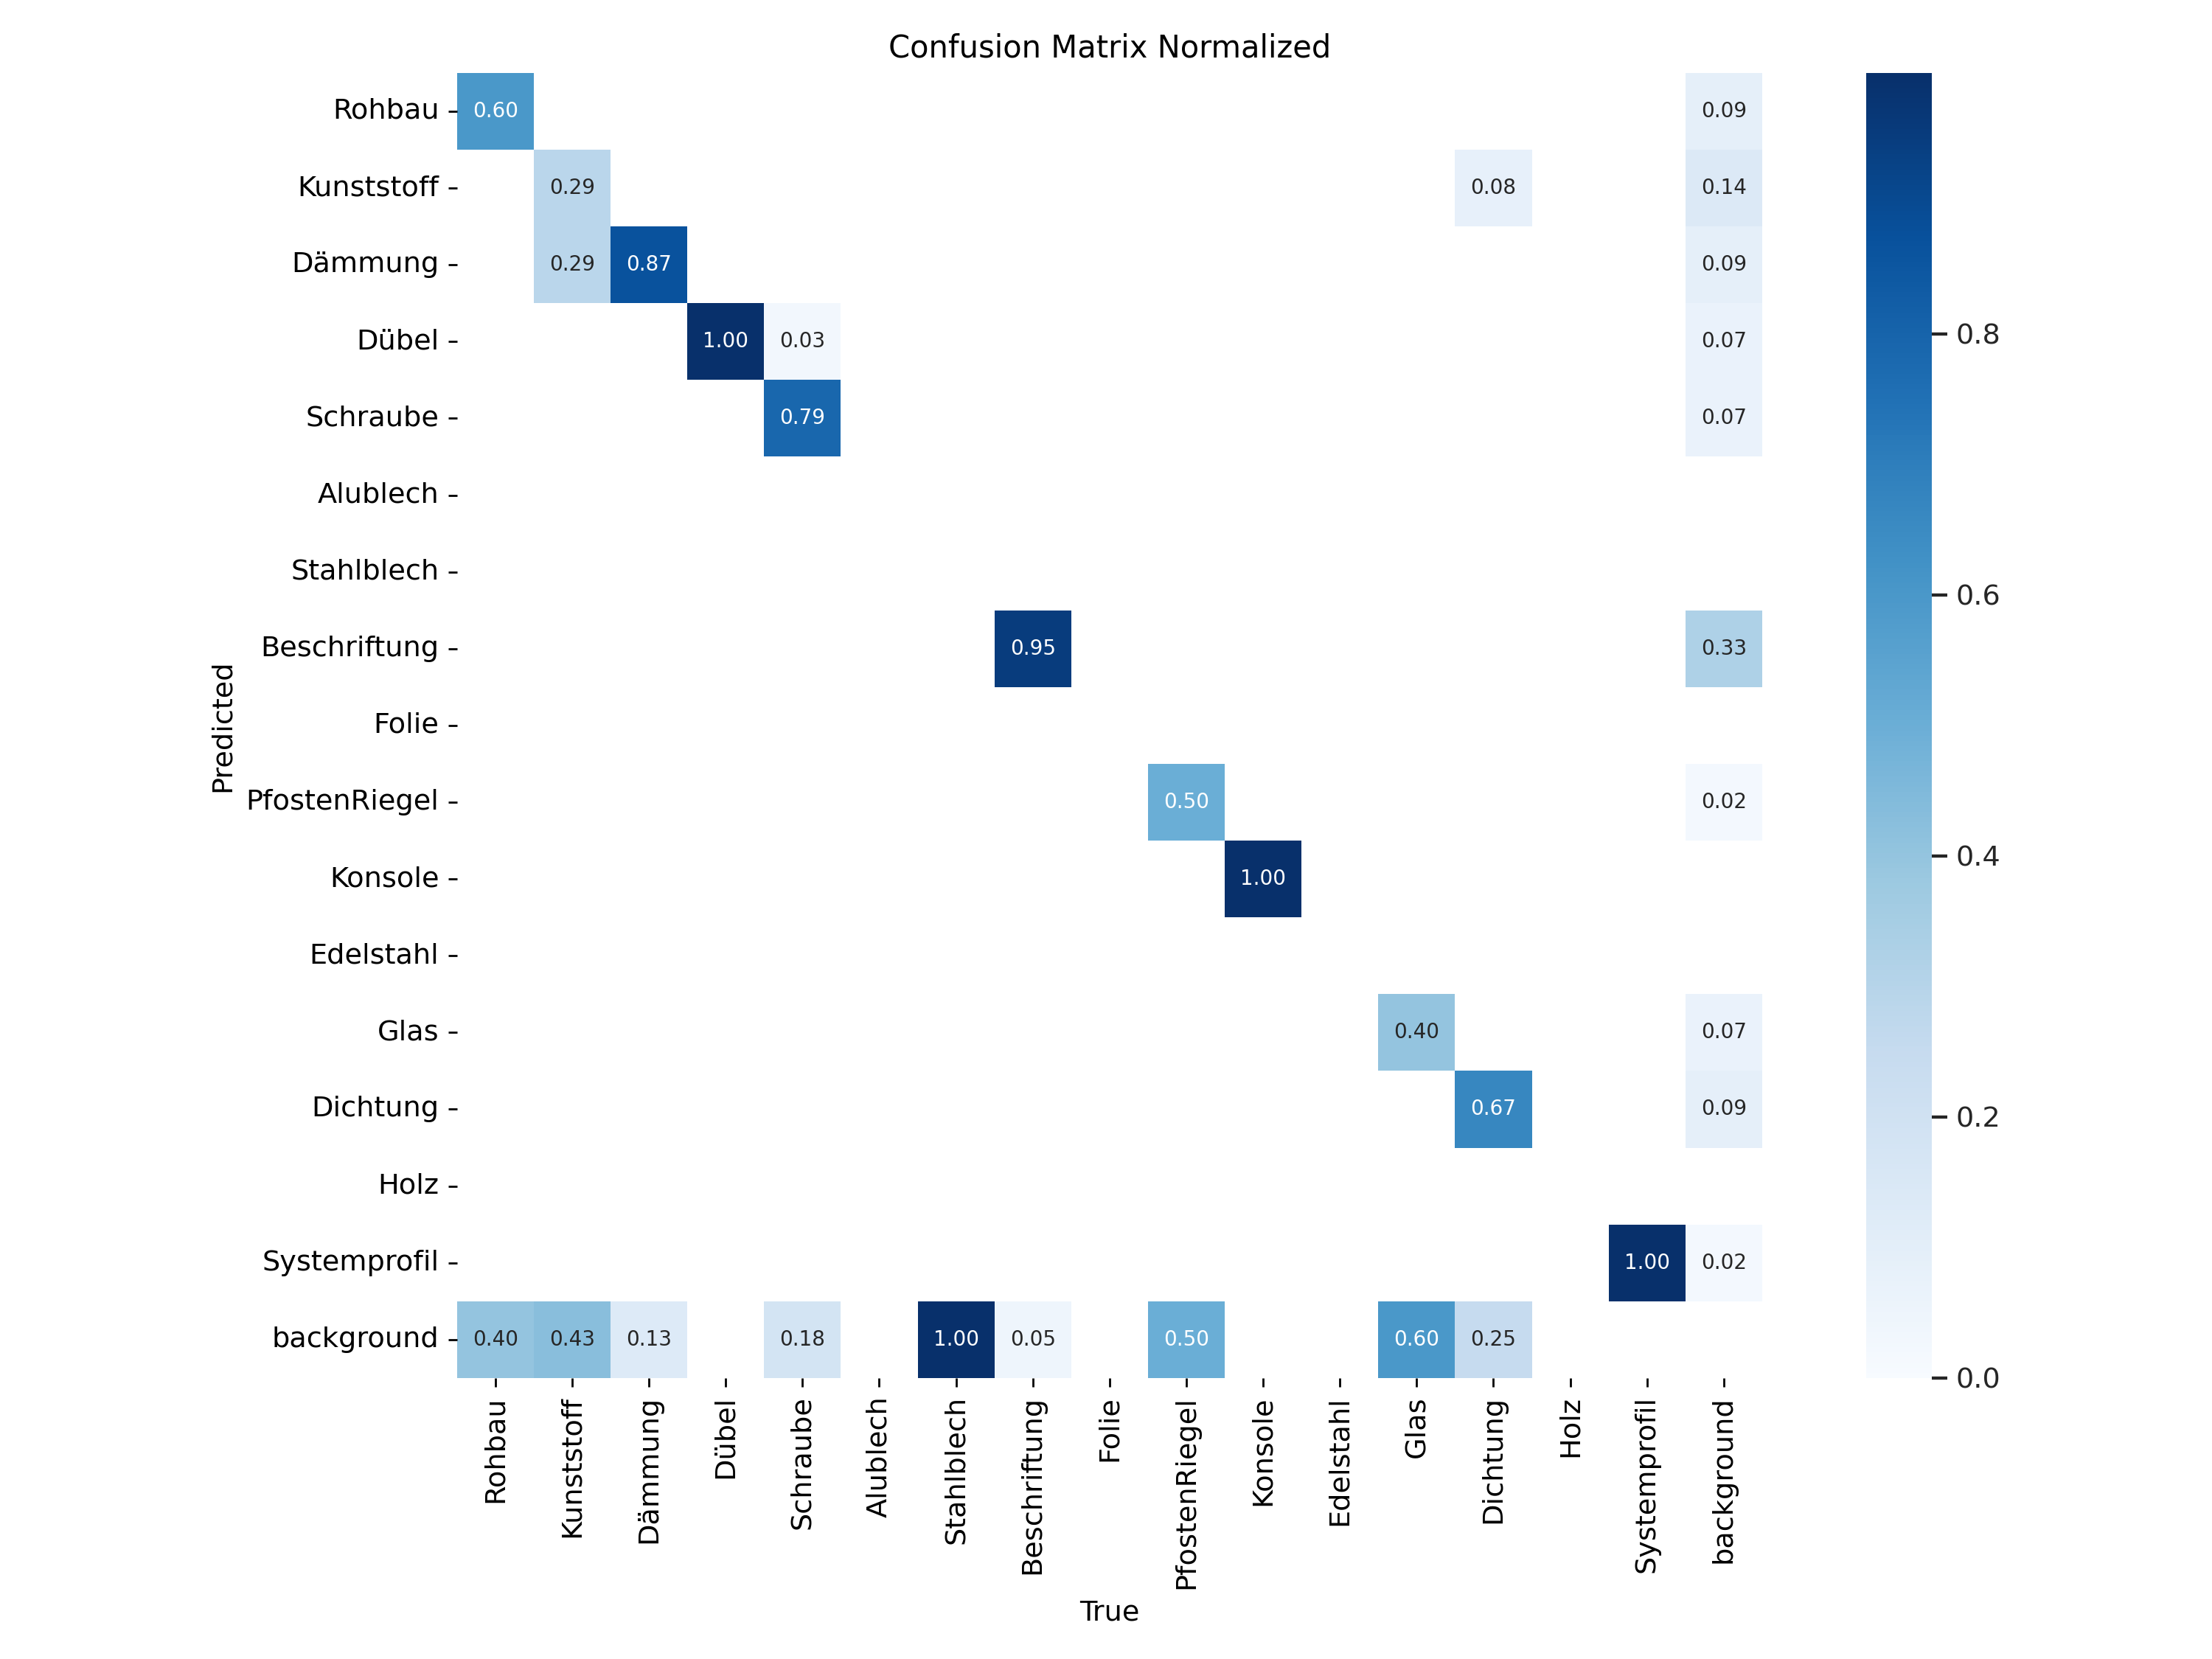 Confusion Matrix Normalized
Rohbau 0.60 0.09
Kunststoff 0.29 0.08 0.14
Dämmung 0.29 0.87 0.09
Dübel 1.00 0.03 0.07
Schraube 0.79 0.07
Alublech
Stahlblech
Beschriftung 0.95 0.33
Folie
PfostenRiegel 0.50 0.02
Konsole 1.00
Edelstahl
Glas 0.40 0.07
Dichtung 0.67 0.09
Holz
Systemprofil 1.00 0.02
background 0.40 0.43 0.13 0.18 1.00 0.05 0.50 0.60 0.25
Predicted
Rohbau Kunststoff Dämmung Dübel Schraube Alublech Stahlblech Beschriftung Folie PfostenRiegel Konsole Edelstahl Glas Dichtung Holz Systemprofil background
True
0.8
0.6
0.4
0.2
0.0